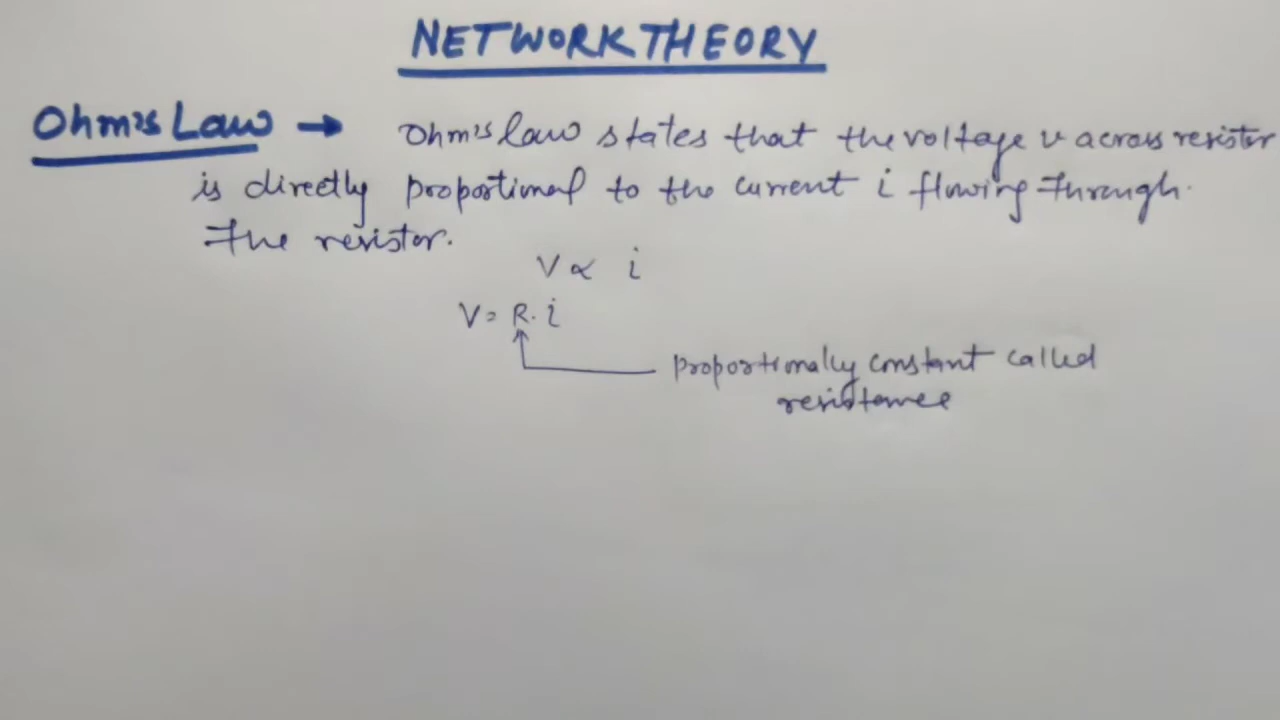 NETWORK THEORY
Ohm's Law → Ohm's law states that the voltage v across resistor
is directly proportional to the current i flowing through
the resistor.
V ∝ i
V = R. i
proportionally constant called
resistance